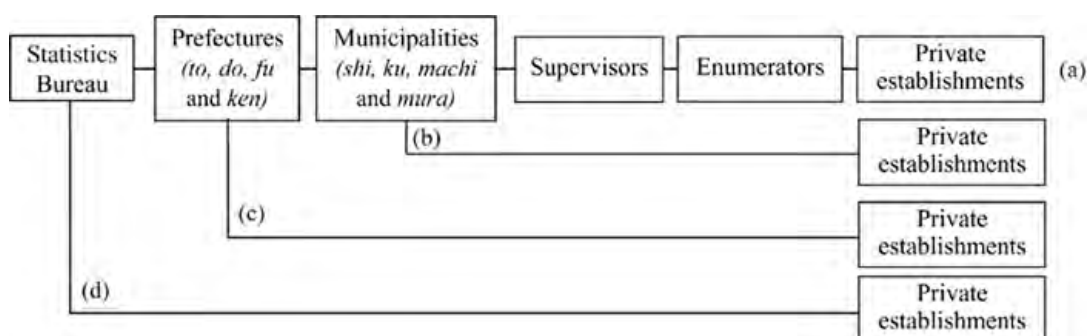 Statistics
Bureau
Prefectures
(to, do, fu
and ken)
Municipalities
(shi, ku, machi
and mura)
Supervisors
Enumerators
Private
establishments
(a)
(b)
Private
establishments
(c)
Private
establishments
(d)
Private
establishments